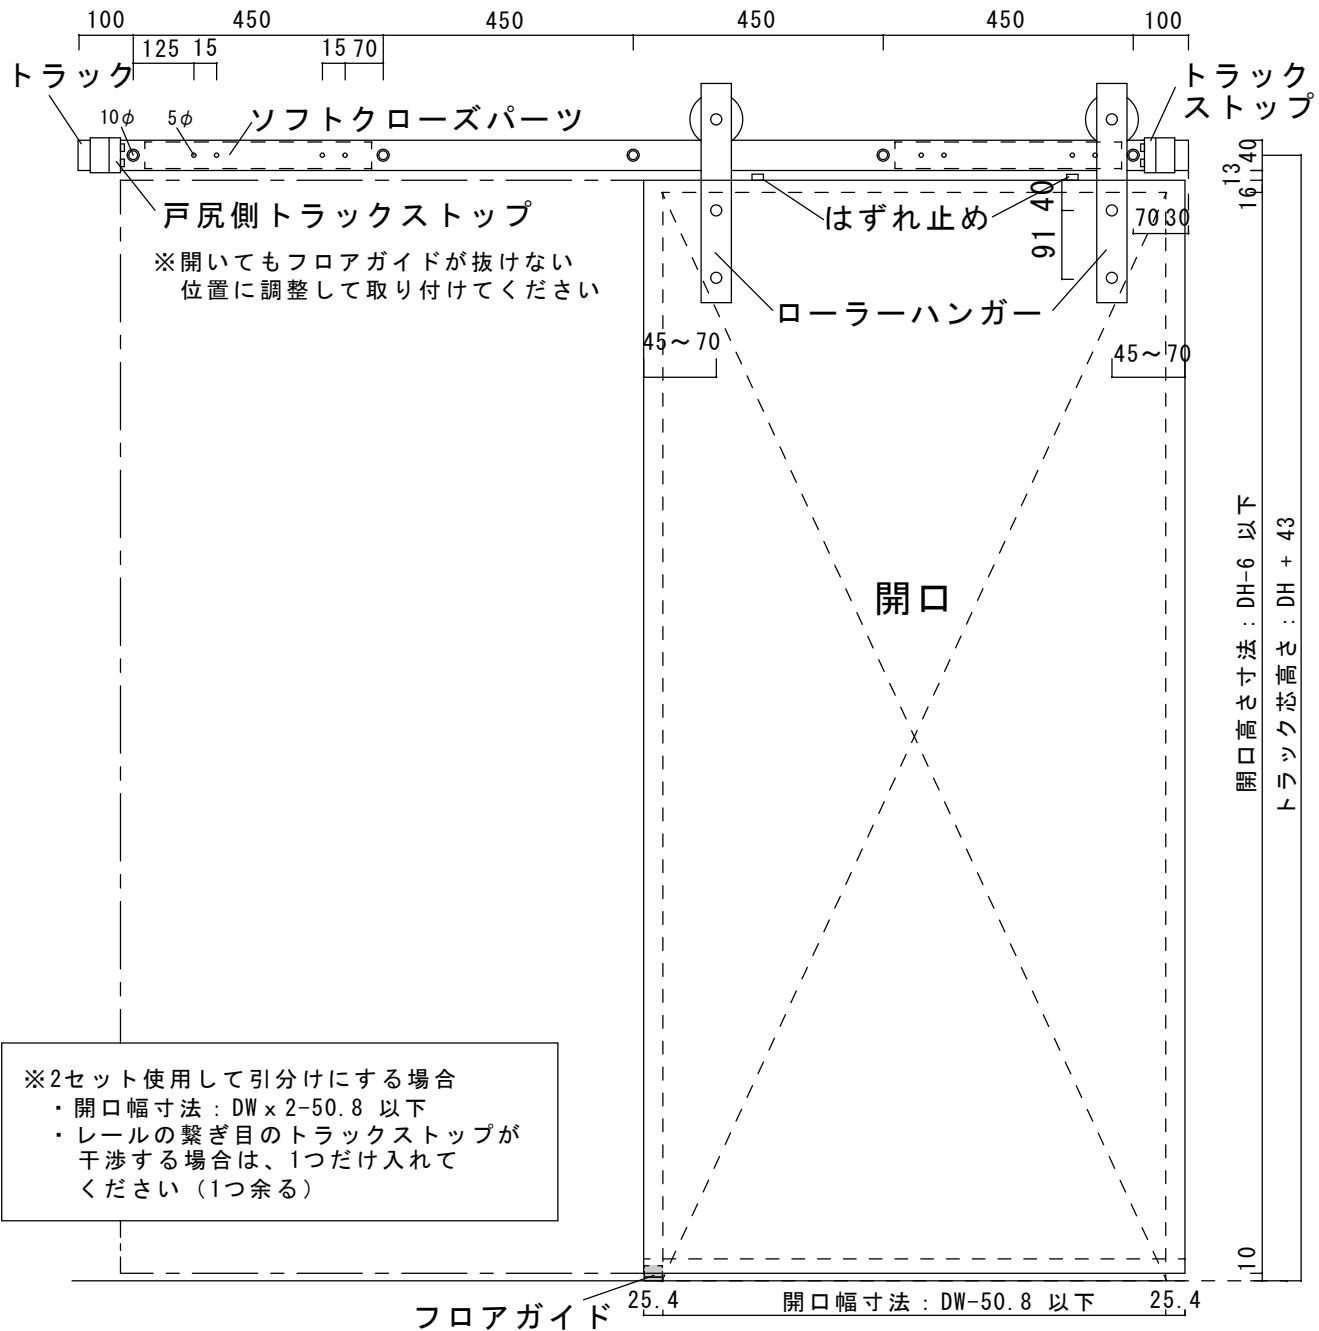 100 450 450 450 450 100
125 15 15 70
トラック
トラック
ストップ
10φ 5φ ソフトクローズパーツ
40
13
16
戸尻側トラックストップ
はずれ止め
91 40
70 30
※開いてもフロアガイドが抜けない
位置に調整して取り付けてください
ローラーハンガー
45～70
45～70
開口
開口高さ寸法：DH-6 以下
トラック芯高さ：DH + 43
※2セット使用して引分けにする場合
・開口幅寸法：DWx2-50.8 以下
・レールの繋ぎ目のトラックストップが
干渉する場合は、1つだけ入れて
ください（1つ余る）
10
フロアガイド
25.4 開口幅寸法：DW-50.8 以下 25.4